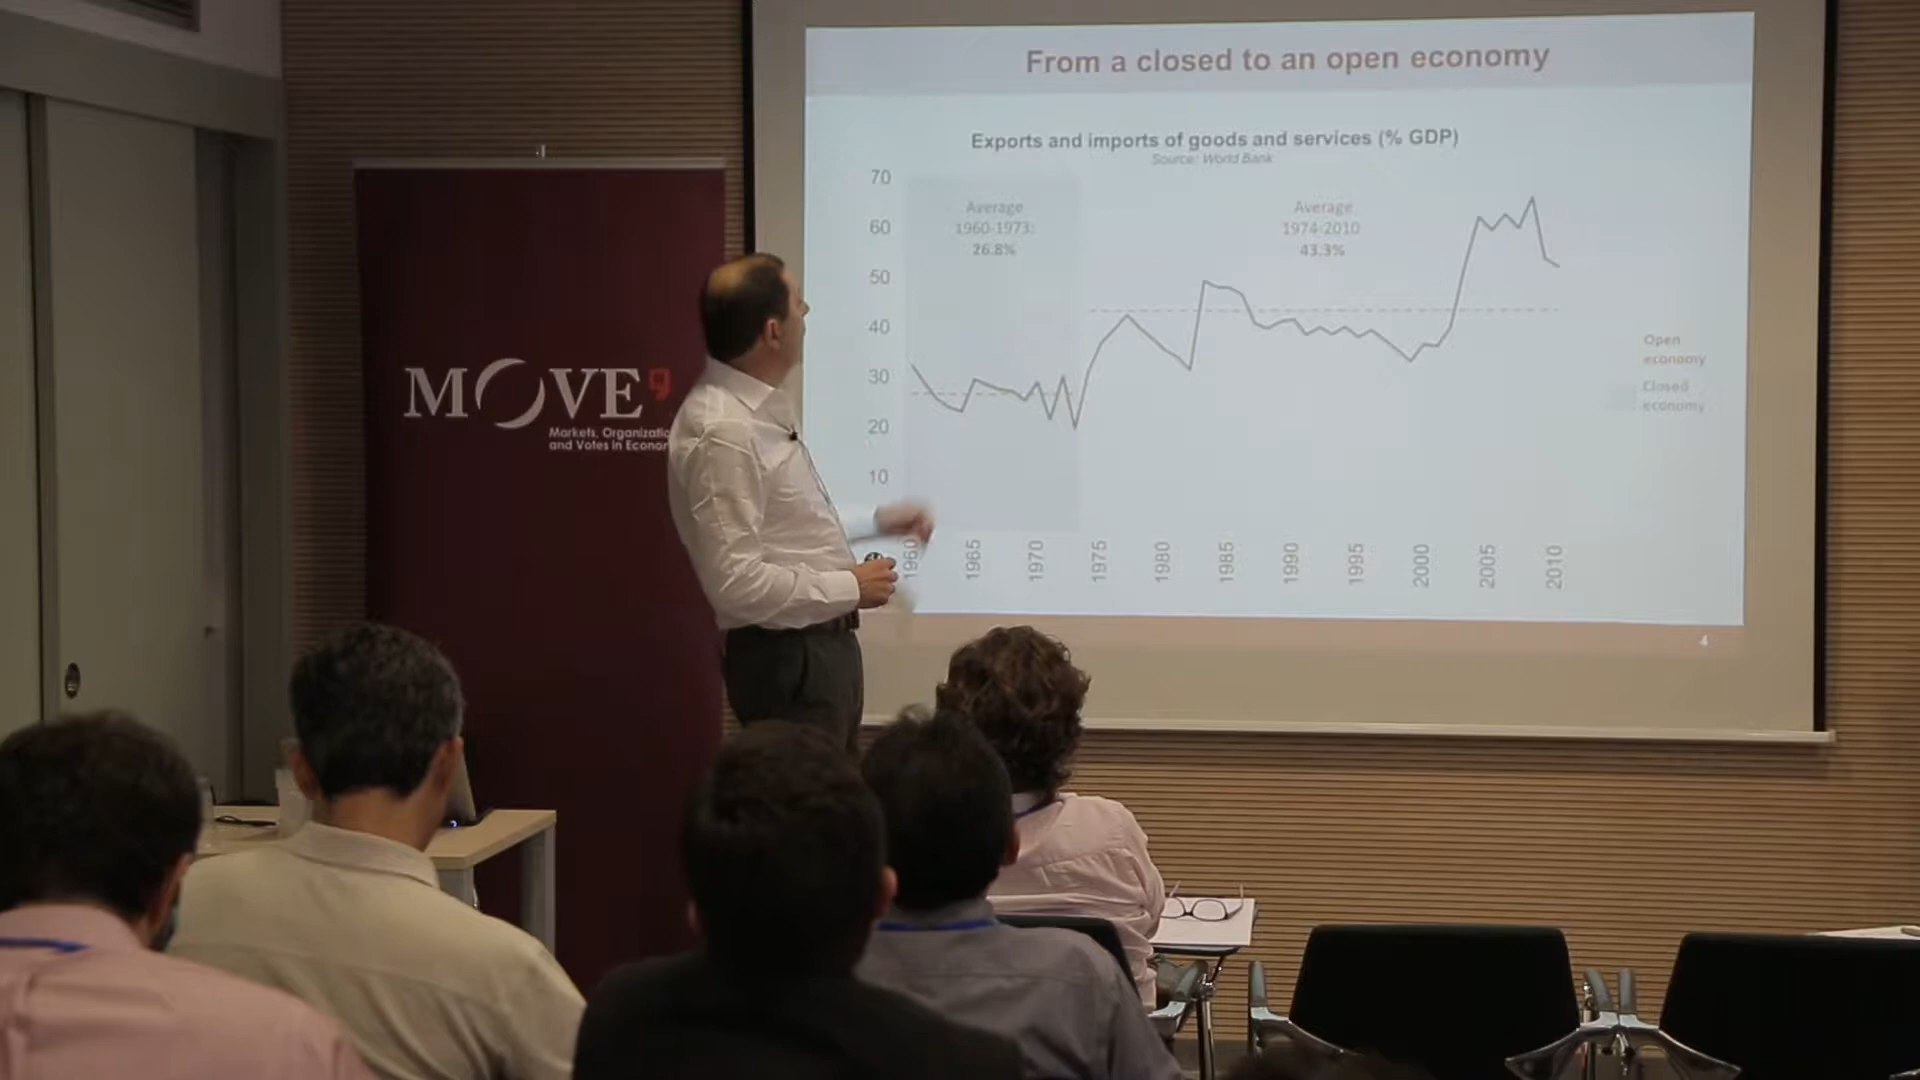 From a closed to an open economy
Exports and imports of goods and services (% GDP)
Source: World Bank
70
60
50
40
30
20
10
Average
1960-1973:
26.8%
Average
1974-2010
43.3%
Open
economy
Closed
economy
1960
1965
1970
1975
1980
1985
1990
1995
2000
2005
2010
4
MOVE
Markets,
and Votes in